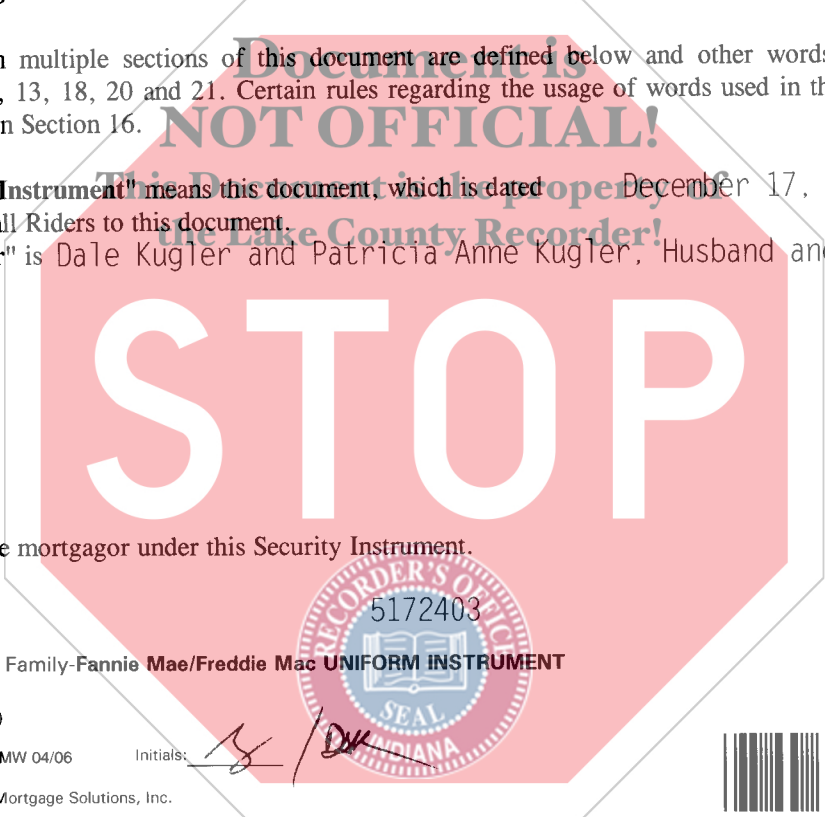 Document is
n multiple sections of this document are defined below and other words
, 13, 18, 20 and 21. Certain rules regarding the usage of words used in th
n Section 16.
NOT OFFICIAL!
This Document is the property of
Instrument" means this document, which is dated December 17,
ll Riders to this document.
the Lake County Recorder!
r" is Dale Kugler and Patricia Anne Kugler, Husband and
STOP
e mortgagor under this Security Instrument.
RECORDER'S OFFICE
5172403
Family-Fannie Mae/Freddie Mac UNIFORM INSTRUMENT
SEAL
INDIANA
MW 04/06 Initials:
Mortgage Solutions, Inc.